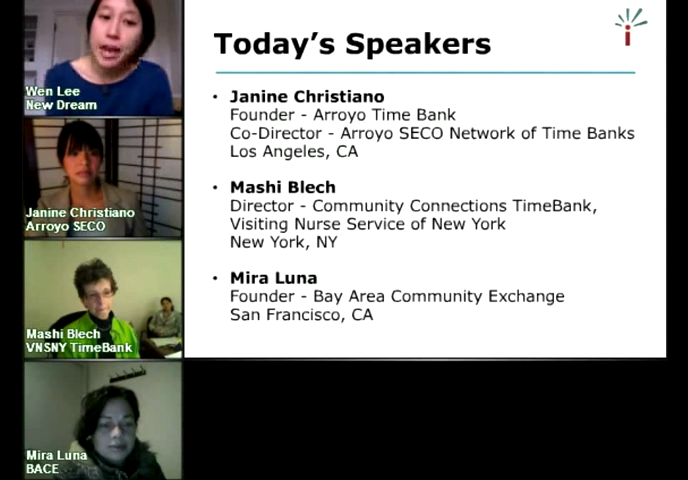 Wen Lee
New Dream
Janine Christiano
Arroyo SECO
Mashi Blech
VNSNY TimeBank
Mira Luna
BACE
Today's Speakers
• Janine Christiano
Founder - Arroyo Time Bank
Co-Director - Arroyo SECO Network of Time Banks
Los Angeles, CA
• Mashi Blech
Director - Community Connections TimeBank,
Visiting Nurse Service of New York
New York, NY
• Mira Luna
Founder - Bay Area Community Exchange
San Francisco, CA